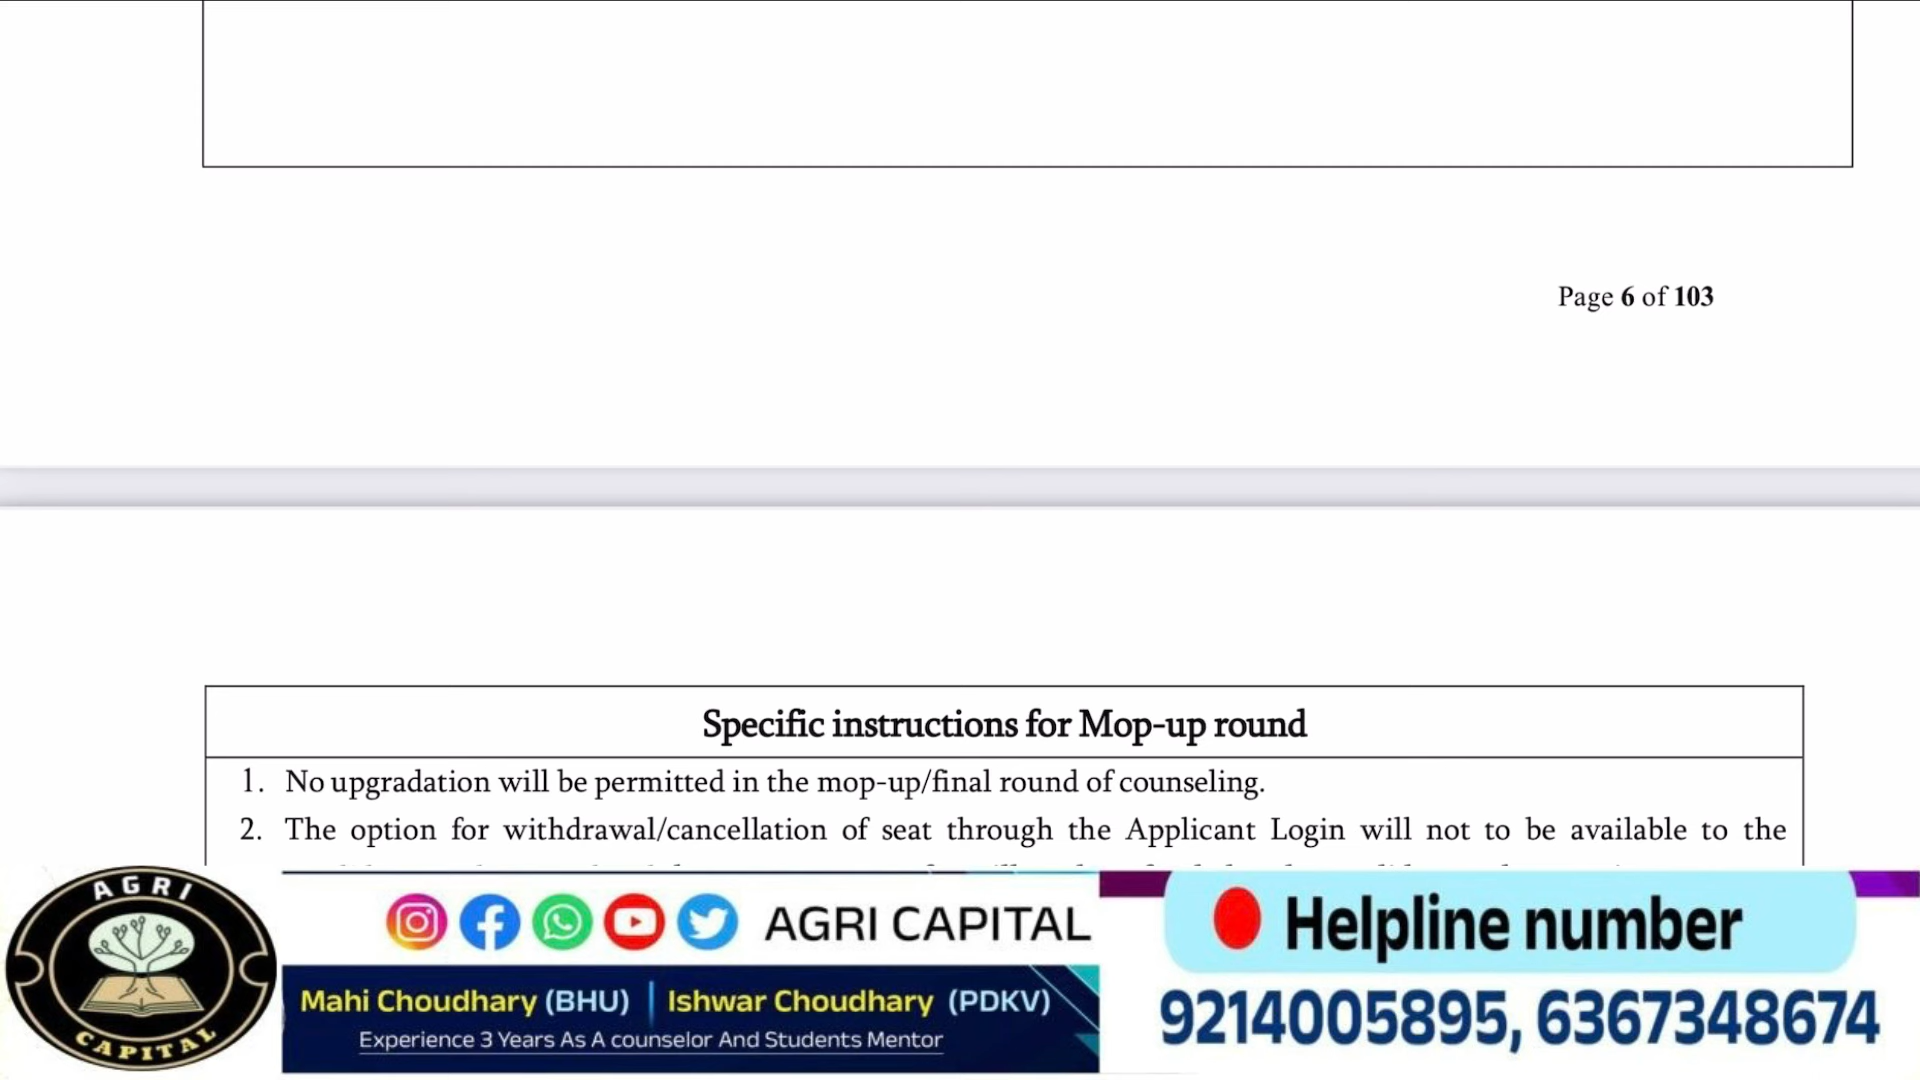 Page 6 of 103
Specific instructions for Mop-up round
1. No upgradation will be permitted in the mop-up/final round of counseling.
2. The option for withdrawal/cancellation of seat through the Applicant Login will not to be available to the
AGRI
CAPITAL
AGRI CAPITAL
Mahi Choudhary (BHU) | Ishwar Choudhary (PDKV)
Experience 3 Years As A counselor And Students Mentor
Helpline number
9214005895, 6367348674